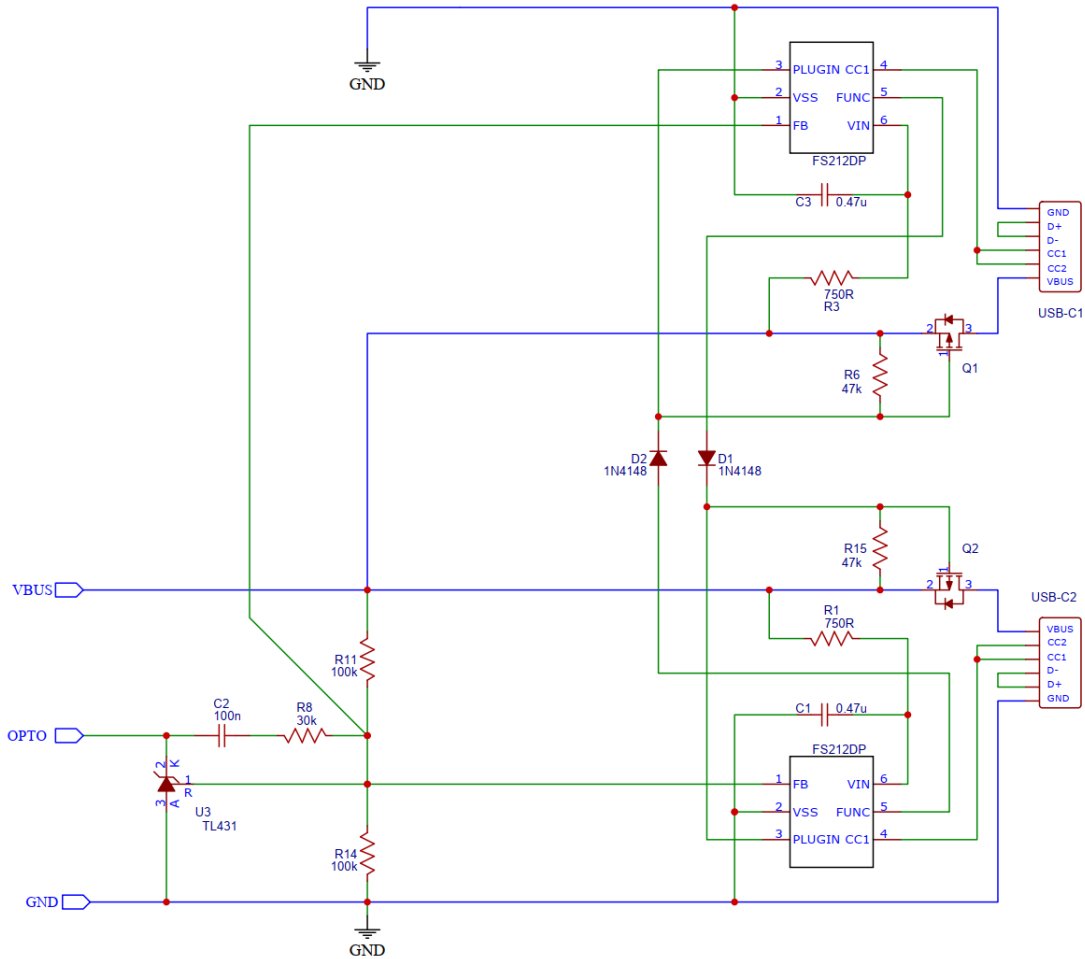 GND
3 PLUGIN CC1 4
2 VSS FUNC 5
1 FB VIN 6
FS212DP
C3 0.47u
GND
D+
D-
CC1
CC2
VBUS
USB-C1
750R
R3
2 3
1
Q1
R6
47k
D2
1N4148
D1
1N4148
R15
47k
Q2
1
2 3
VBUS
USB-C2
R1
750R
VBUS
CC2
CC1
D-
D+
GND
R11
100k
C2
100n
R8
30k
OPTO
C1 0.47u
FS212DP
2 K
1
R
3 A
U3
TL431
1 FB VIN 6
2 VSS FUNC 5
3 PLUGIN CC1 4
R14
100k
GND
GND